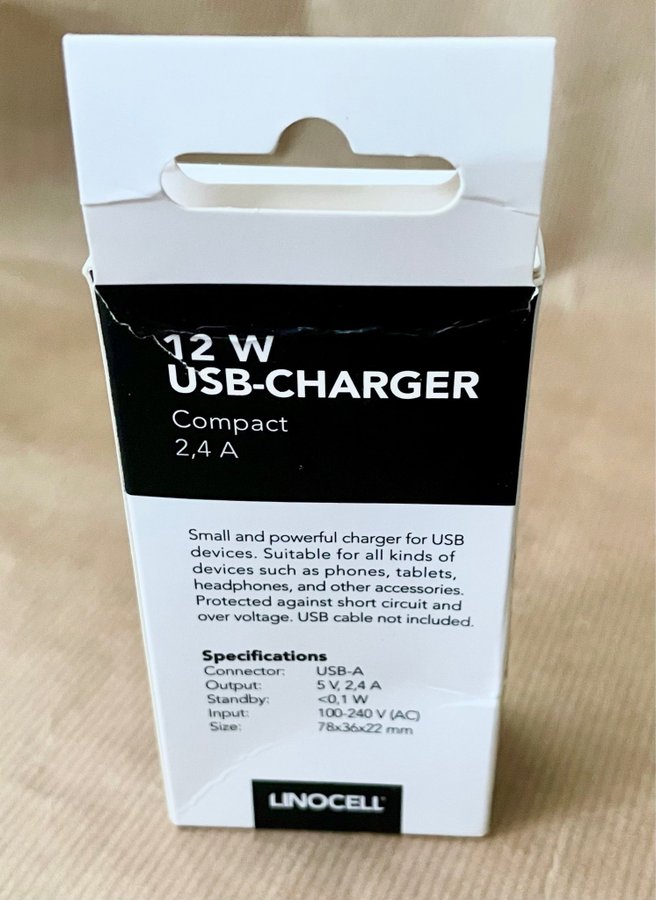 12 W
USB-CHARGER
Compact
2,4 A
Small and powerful charger for USB
devices. Suitable for all kinds of
devices such as phones, tablets,
headphones, and other accessories.
Protected against short circuit and
over voltage. USB cable not included.
Specifications
Connector: USB-A
Output: 5 V, 2,4 A
Standby: <0,1 W
Input: 100-240 V (AC)
Size: 78x36x22 mm
LINOCELL®